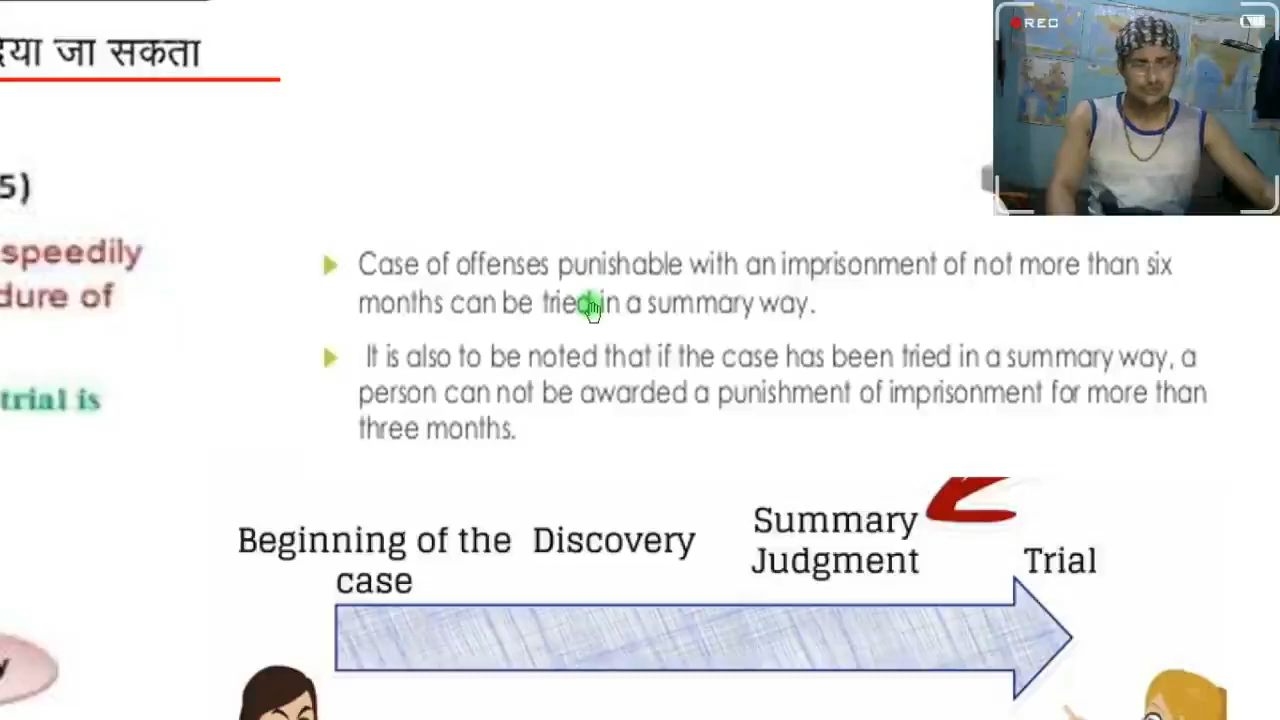 दिया जा सकता
REC
5)
speedily
dure of
trial is
Case of offenses punishable with an imprisonment of not more than six
months can be tried in a summary way.
It is also to be noted that if the case has been tried in a summary way, a
person can not be awarded a punishment of imprisonment for more than
three months.
Beginning of the
case
Discovery
Summary
Judgment
Trial
y